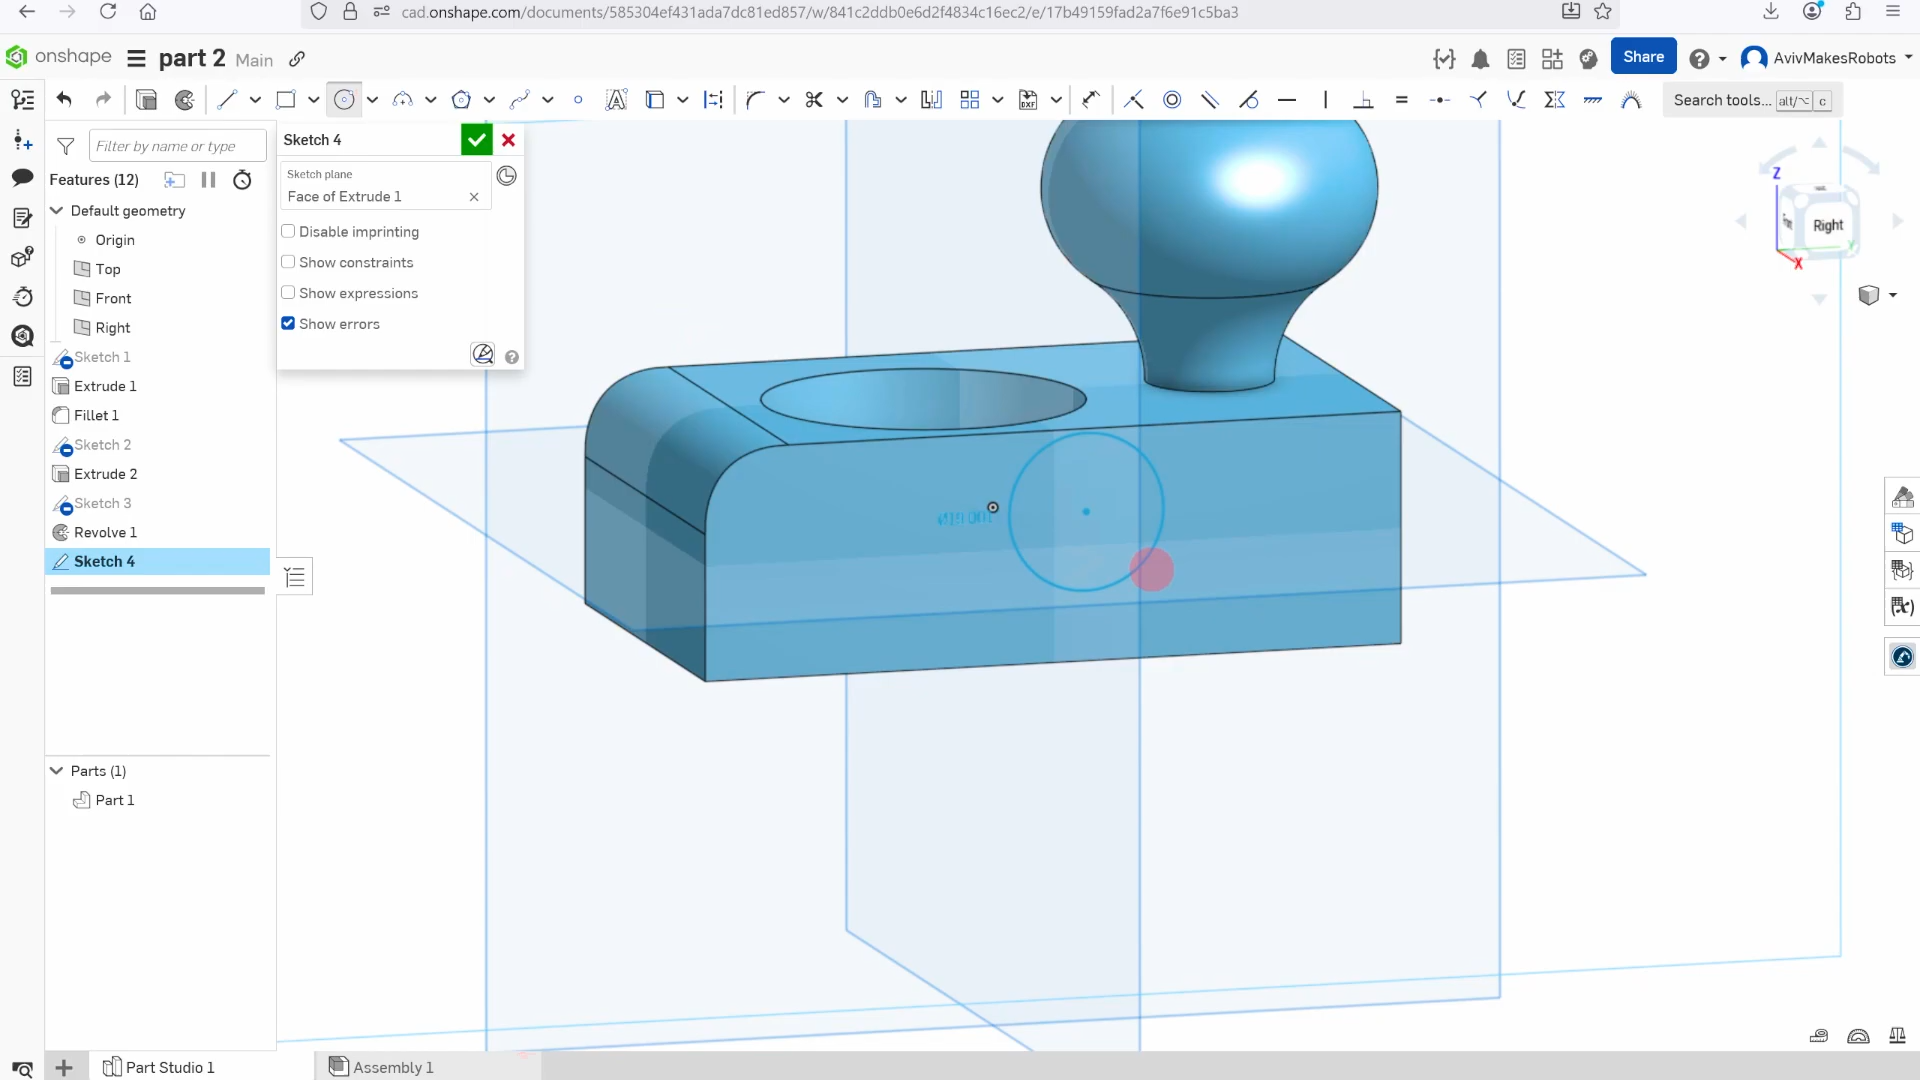 cad.onshape.com/documents/585304ef431ada7dc81ed857/w/841c2ddb0e6d2f4834c16ec2/e/17b49159fad2a7f6e91c5ba3
onshape
part 2 Main
Share
AvivMakesRobots
Search tools... alt/⌥ c
Filter by name or type
Features (12)
Default geometry
Origin
Top
Front
Right
Sketch 1
Extrude 1
Fillet 1
Sketch 2
Extrude 2
Sketch 3
Revolve 1
Sketch 4
Parts (1)
Part 1
Sketch 4
Sketch plane
Face of Extrude 1
Disable imprinting
Show constraints
Show expressions
Show errors
Z
Right
Y
X
Part Studio 1
Assembly 1